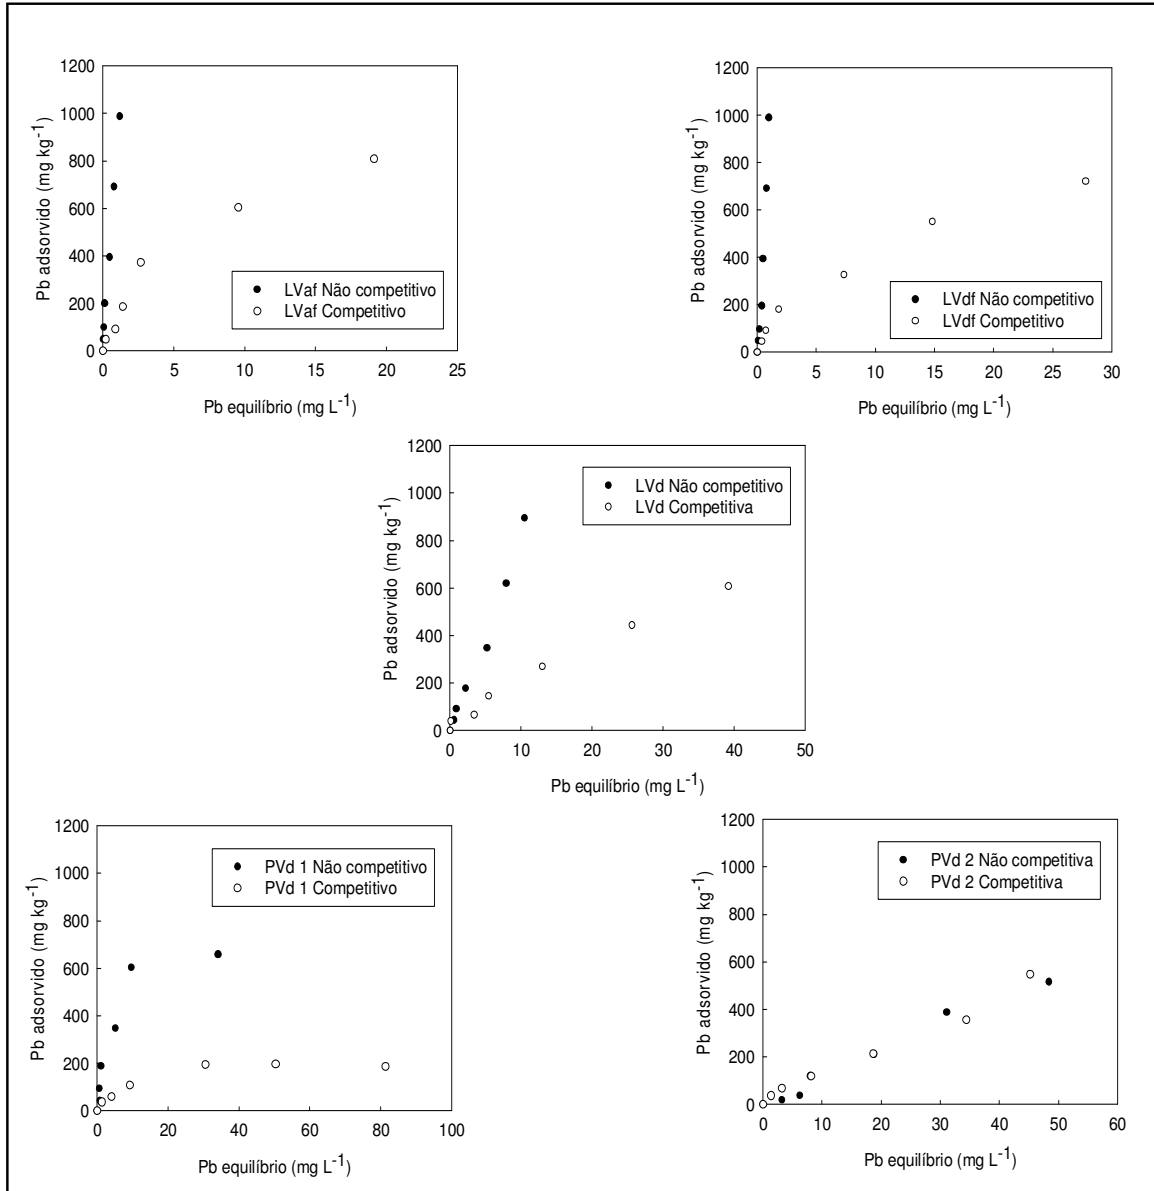 1200
1000
800
600
400
200
0
0 5 10 15 20 25
Pb adsorvido (mg kg⁻¹)
Pb equilíbrio (mg L⁻¹)
LVaf Não competitivo
LVaf Competitivo
1200
1000
800
600
400
200
0
0 5 10 15 20 25 30
Pb adsorvido (mg kg⁻¹)
Pb equilíbrio (mg L⁻¹)
LVdf Não competitivo
LVdf Competitivo
1200
1000
800
600
400
200
0
0 10 20 30 40 50
Pb adsorvido (mg kg⁻¹)
Pb equilíbrio (mg L⁻¹)
LVd Não competitivo
LVd Competitiva
1200
1000
800
600
400
200
0
0 20 40 60 80 100
Pb adsorvido (mg kg⁻¹)
Pb equilíbrio (mg L⁻¹)
PVd 1 Não competitivo
PVd 1 Competitivo
1200
1000
800
600
400
200
0
0 10 20 30 40 50 60
Pb adsorvido (mg kg⁻¹)
Pb equilíbrio (mg L⁻¹)
PVd 2 Não competitiva
PVd 2 Competitiva